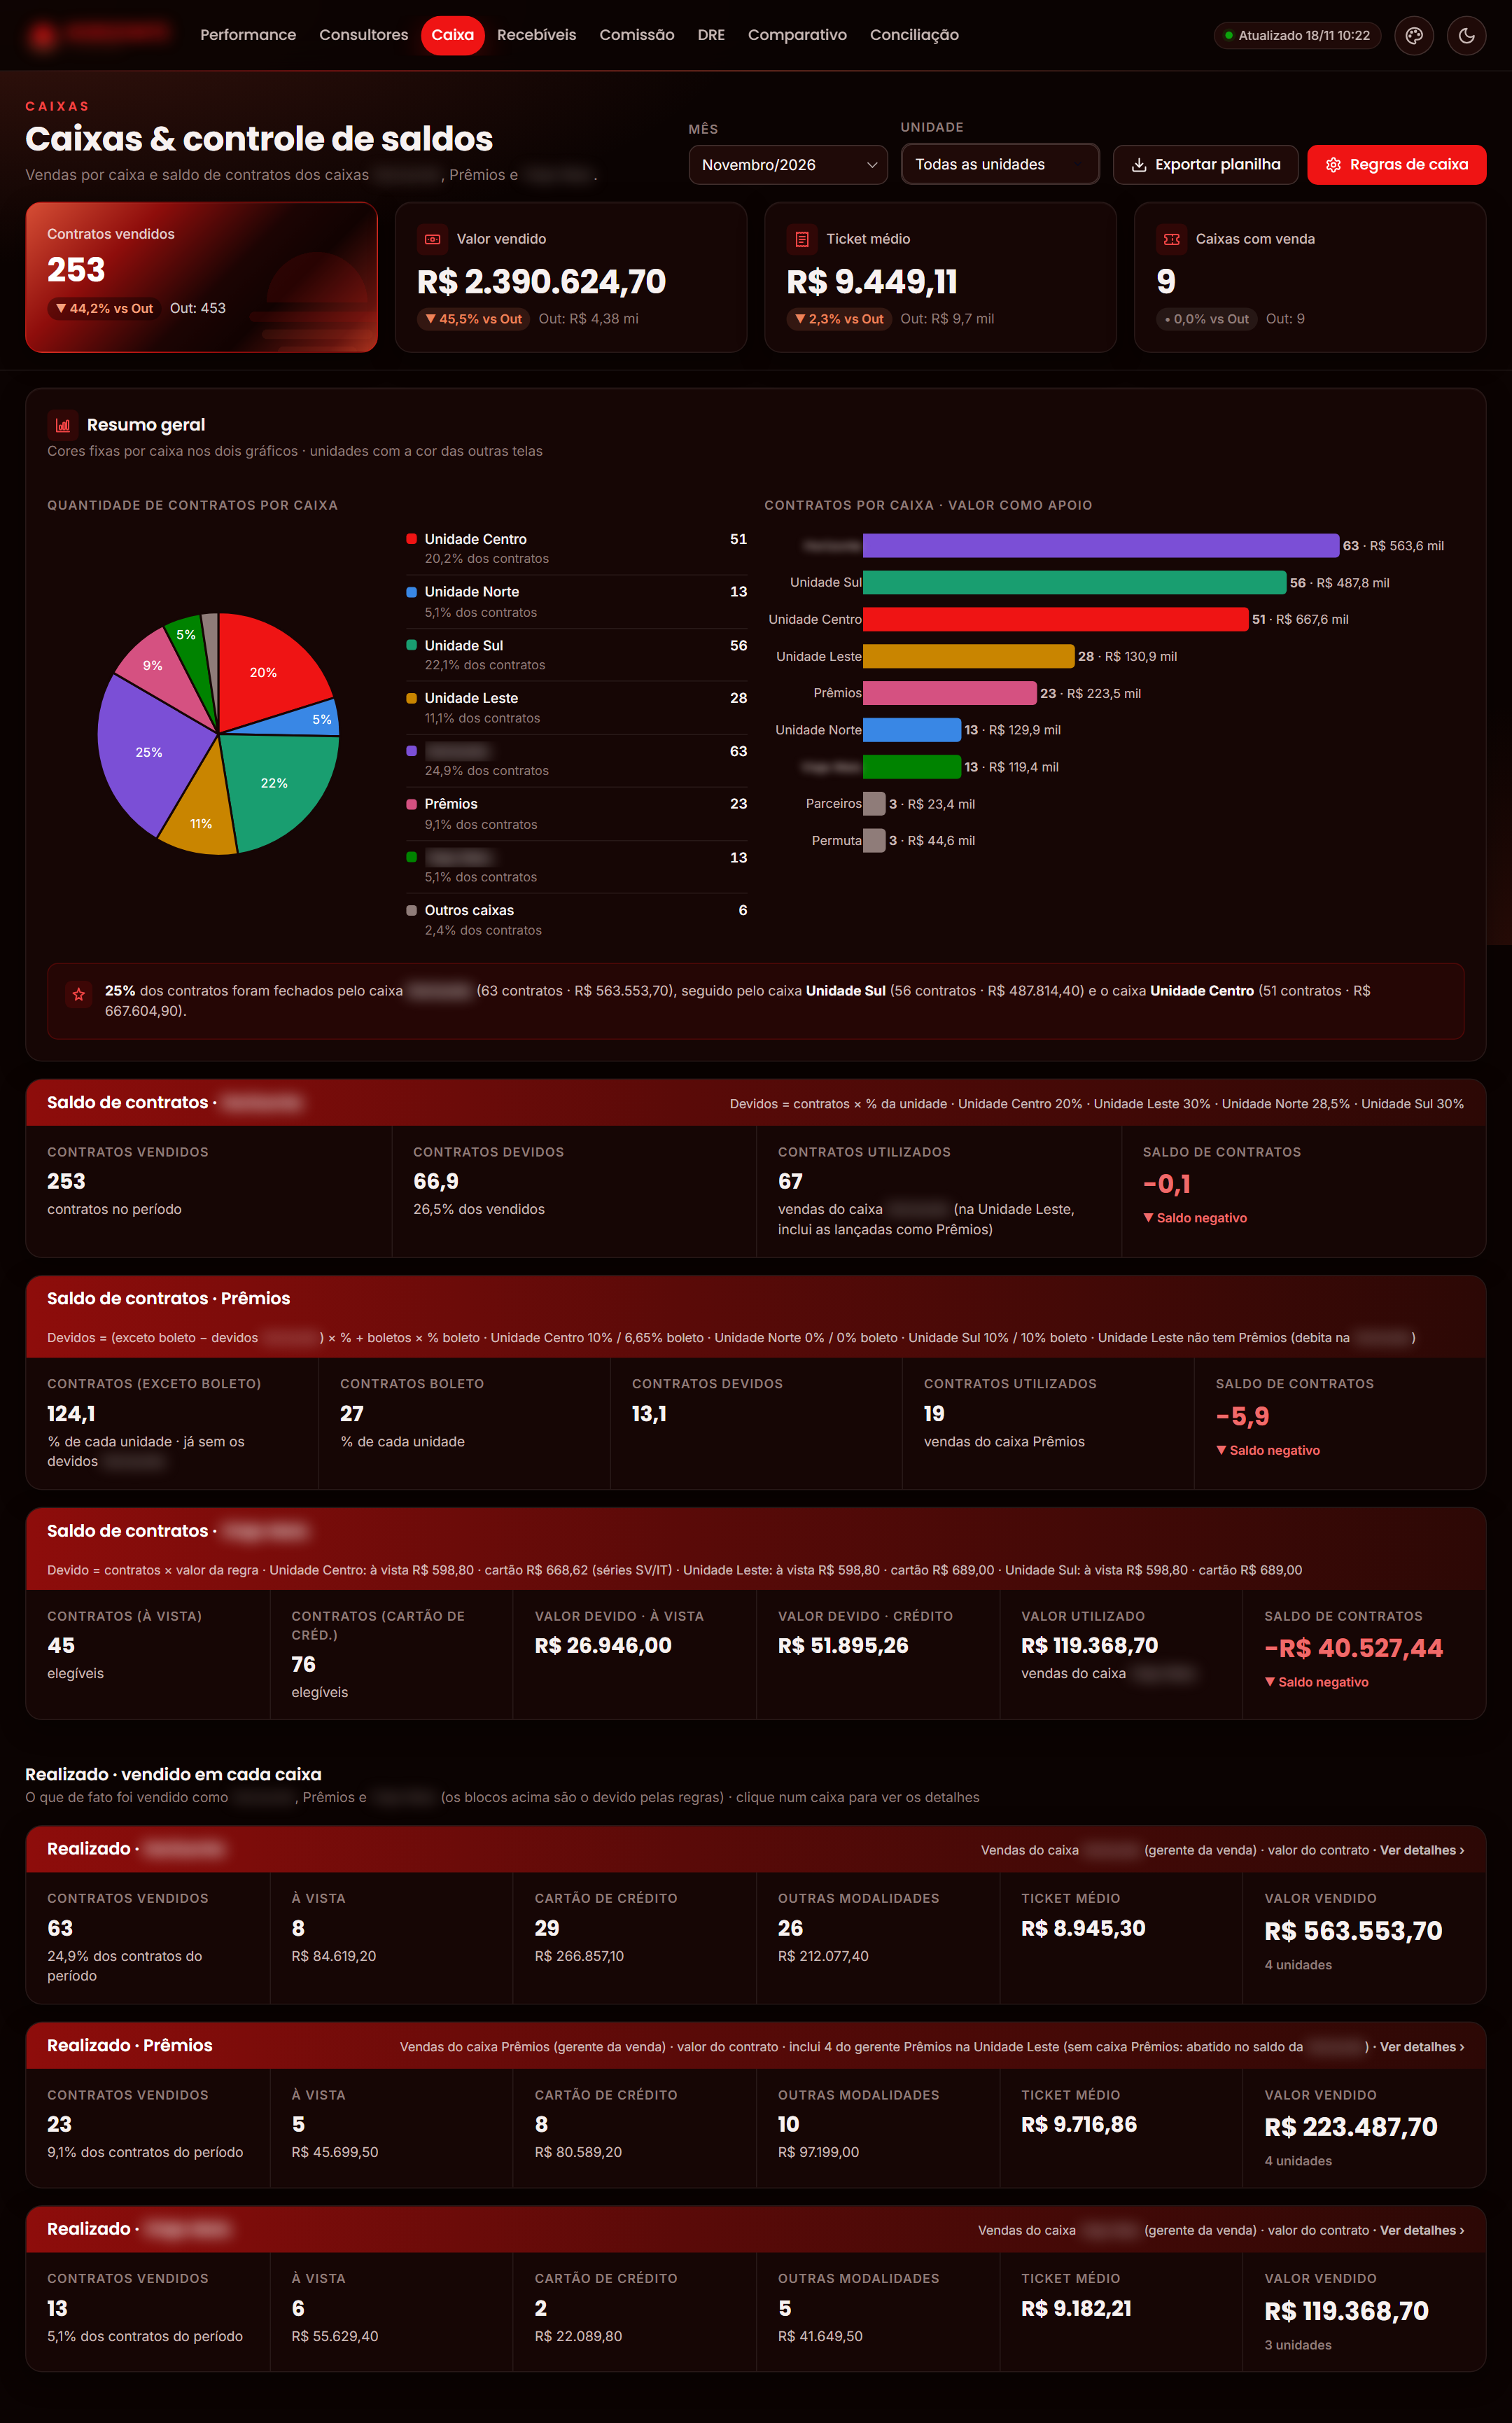 Performance Consultores Caixa Recebíveis Comissão DRE Comparativo Conciliação
Atualizado 18/11 10:22
CAIXAS
Caixas & controle de saldos
Vendas por caixa e saldo de contratos dos caixas , Prêmios e .
MÊS
Novembro/2026
UNIDADE
Todas as unidades
Exportar planilha
Regras de caixa
Contratos vendidos
253
▼ 44,2% vs Out Out: 453
Valor vendido
R$ 2.390.624,70
▼ 45,5% vs Out Out: R$ 4,38 mi
Ticket médio
R$ 9.449,11
▼ 2,3% vs Out Out: R$ 9,7 mil
Caixas com venda
9
• 0,0% vs Out Out: 9
Resumo geral
Cores fixas por caixa nos dois gráficos · unidades com a cor das outras telas
QUANTIDADE DE CONTRATOS POR CAIXA
20%
5%
22%
11%
25%
9%
5%
Unidade Centro 51
20,2% dos contratos
Unidade Norte 13
5,1% dos contratos
Unidade Sul 56
22,1% dos contratos
Unidade Leste 28
11,1% dos contratos
63
24,9% dos contratos
Prêmios 23
9,1% dos contratos
13
5,1% dos contratos
Outros caixas 6
2,4% dos contratos
CONTRATOS POR CAIXA · VALOR COMO APOIO
63 · R$ 563,6 mil
Unidade Sul 56 · R$ 487,8 mil
Unidade Centro 51 · R$ 667,6 mil
Unidade Leste 28 · R$ 130,9 mil
Prêmios 23 · R$ 223,5 mil
Unidade Norte 13 · R$ 129,9 mil
13 · R$ 119,4 mil
Parceiros 3 · R$ 23,4 mil
Permuta 3 · R$ 44,6 mil
25% dos contratos foram fechados pelo caixa (63 contratos · R$ 563.553,70), seguido pelo caixa Unidade Sul (56 contratos · R$ 487.814,40) e o caixa Unidade Centro (51 contratos · R$
667.604,90).
Saldo de contratos ·
Devidos = contratos × % da unidade · Unidade Centro 20% · Unidade Leste 30% · Unidade Norte 28,5% · Unidade Sul 30%
CONTRATOS VENDIDOS
253
contratos no período
CONTRATOS DEVIDOS
66,9
26,5% dos vendidos
CONTRATOS UTILIZADOS
67
vendas do caixa (na Unidade Leste,
inclui as lançadas como Prêmios)
SALDO DE CONTRATOS
−0,1
▼ Saldo negativo
Saldo de contratos · Prêmios
Devidos = (exceto boleto − devidos ) × % + boletos × % boleto · Unidade Centro 10% / 6,65% boleto · Unidade Norte 0% / 0% boleto · Unidade Sul 10% / 10% boleto · Unidade Leste não tem Prêmios (debita na )
CONTRATOS (EXCETO BOLETO)
124,1
% de cada unidade · já sem os
devidos
CONTRATOS BOLETO
27
% de cada unidade
CONTRATOS DEVIDOS
13,1
CONTRATOS UTILIZADOS
19
vendas do caixa Prêmios
SALDO DE CONTRATOS
−5,9
▼ Saldo negativo
Saldo de contratos ·
Devido = contratos × valor da regra · Unidade Centro: à vista R$ 598,80 · cartão R$ 668,62 (séries SV/IT) · Unidade Leste: à vista R$ 598,80 · cartão R$ 689,00 · Unidade Sul: à vista R$ 598,80 · cartão R$ 689,00
CONTRATOS (À VISTA)
45
elegíveis
CONTRATOS (CARTÃO DE
CRÉD.)
76
elegíveis
VALOR DEVIDO · À VISTA
R$ 26.946,00
VALOR DEVIDO · CRÉDITO
R$ 51.895,26
VALOR UTILIZADO
R$ 119.368,70
vendas do caixa
SALDO DE CONTRATOS
−R$ 40.527,44
▼ Saldo negativo
Realizado · vendido em cada caixa
O que de fato foi vendido como , Prêmios e (os blocos acima são o devido pelas regras) · clique num caixa para ver os detalhes
Realizado ·
Vendas do caixa (gerente da venda) · valor do contrato · Ver detalhes ›
CONTRATOS VENDIDOS
63
24,9% dos contratos do
período
À VISTA
8
R$ 84.619,20
CARTÃO DE CRÉDITO
29
R$ 266.857,10
OUTRAS MODALIDADES
26
R$ 212.077,40
TICKET MÉDIO
R$ 8.945,30
VALOR VENDIDO
R$ 563.553,70
4 unidades
Realizado · Prêmios
Vendas do caixa Prêmios (gerente da venda) · valor do contrato · inclui 4 do gerente Prêmios na Unidade Leste (sem caixa Prêmios: abatido no saldo da ) · Ver detalhes ›
CONTRATOS VENDIDOS
23
9,1% dos contratos do período
À VISTA
5
R$ 45.699,50
CARTÃO DE CRÉDITO
8
R$ 80.589,20
OUTRAS MODALIDADES
10
R$ 97.199,00
TICKET MÉDIO
R$ 9.716,86
VALOR VENDIDO
R$ 223.487,70
4 unidades
Realizado ·
Vendas do caixa (gerente da venda) · valor do contrato · Ver detalhes ›
CONTRATOS VENDIDOS
13
5,1% dos contratos do período
À VISTA
6
R$ 55.629,40
CARTÃO DE CRÉDITO
2
R$ 22.089,80
OUTRAS MODALIDADES
5
R$ 41.649,50
TICKET MÉDIO
R$ 9.182,21
VALOR VENDIDO
R$ 119.368,70
3 unidades